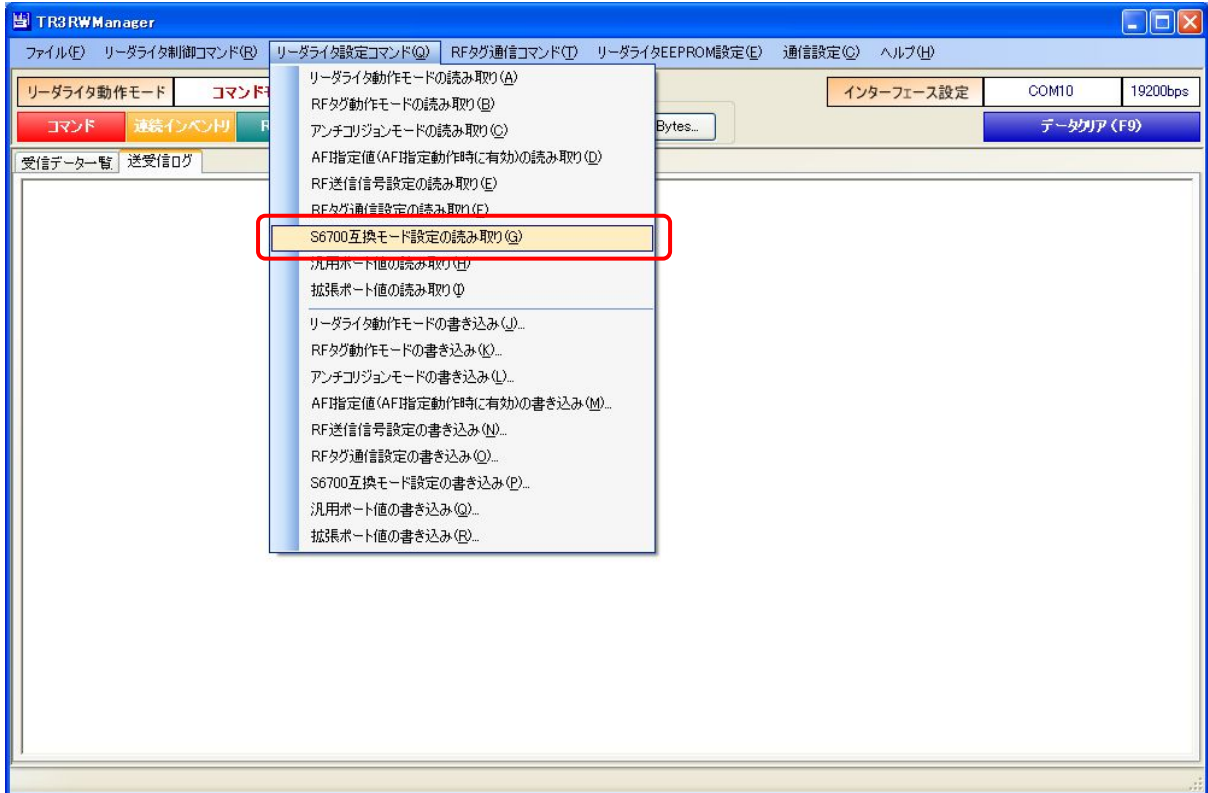 TR3RWManager
ファイル(F) リーダライタ制御コマンド(R) リーダライタ設定コマンド(Q) RFタグ通信コマンド(T) リーダライタEEPROM設定(E) 通信設定(C) ヘルプ(H)
リーダライタ動作モード コマンドモ インターフェース設定 COM10 19200bps
コマンド 連続インベントリ R Bytes... データクリア (F9)
受信データ一覧 送受信ログ
リーダライタ動作モードの読み取り(A)
RFタグ動作モードの読み取り(B)
アンチコリジョンモードの読み取り(C)
AFI指定値(AFI指定動作時に有効)の読み取り(D)
RF送信信号設定の読み取り(E)
RFタグ通信設定の読み取り(F)
S6700互換モード設定の読み取り(G)
汎用ポート値の読み取り(H)
拡張ポート値の読み取り(I)
リーダライタ動作モードの書き込み(J)...
RFタグ動作モードの書き込み(K)...
アンチコリジョンモードの書き込み(L)...
AFI指定値(AFI指定動作時に有効)の書き込み(M)...
RF送信信号設定の書き込み(N)...
RFタグ通信設定の書き込み(O)...
S6700互換モード設定の書き込み(P)...
汎用ポート値の書き込み(Q)...
拡張ポート値の書き込み(R)...